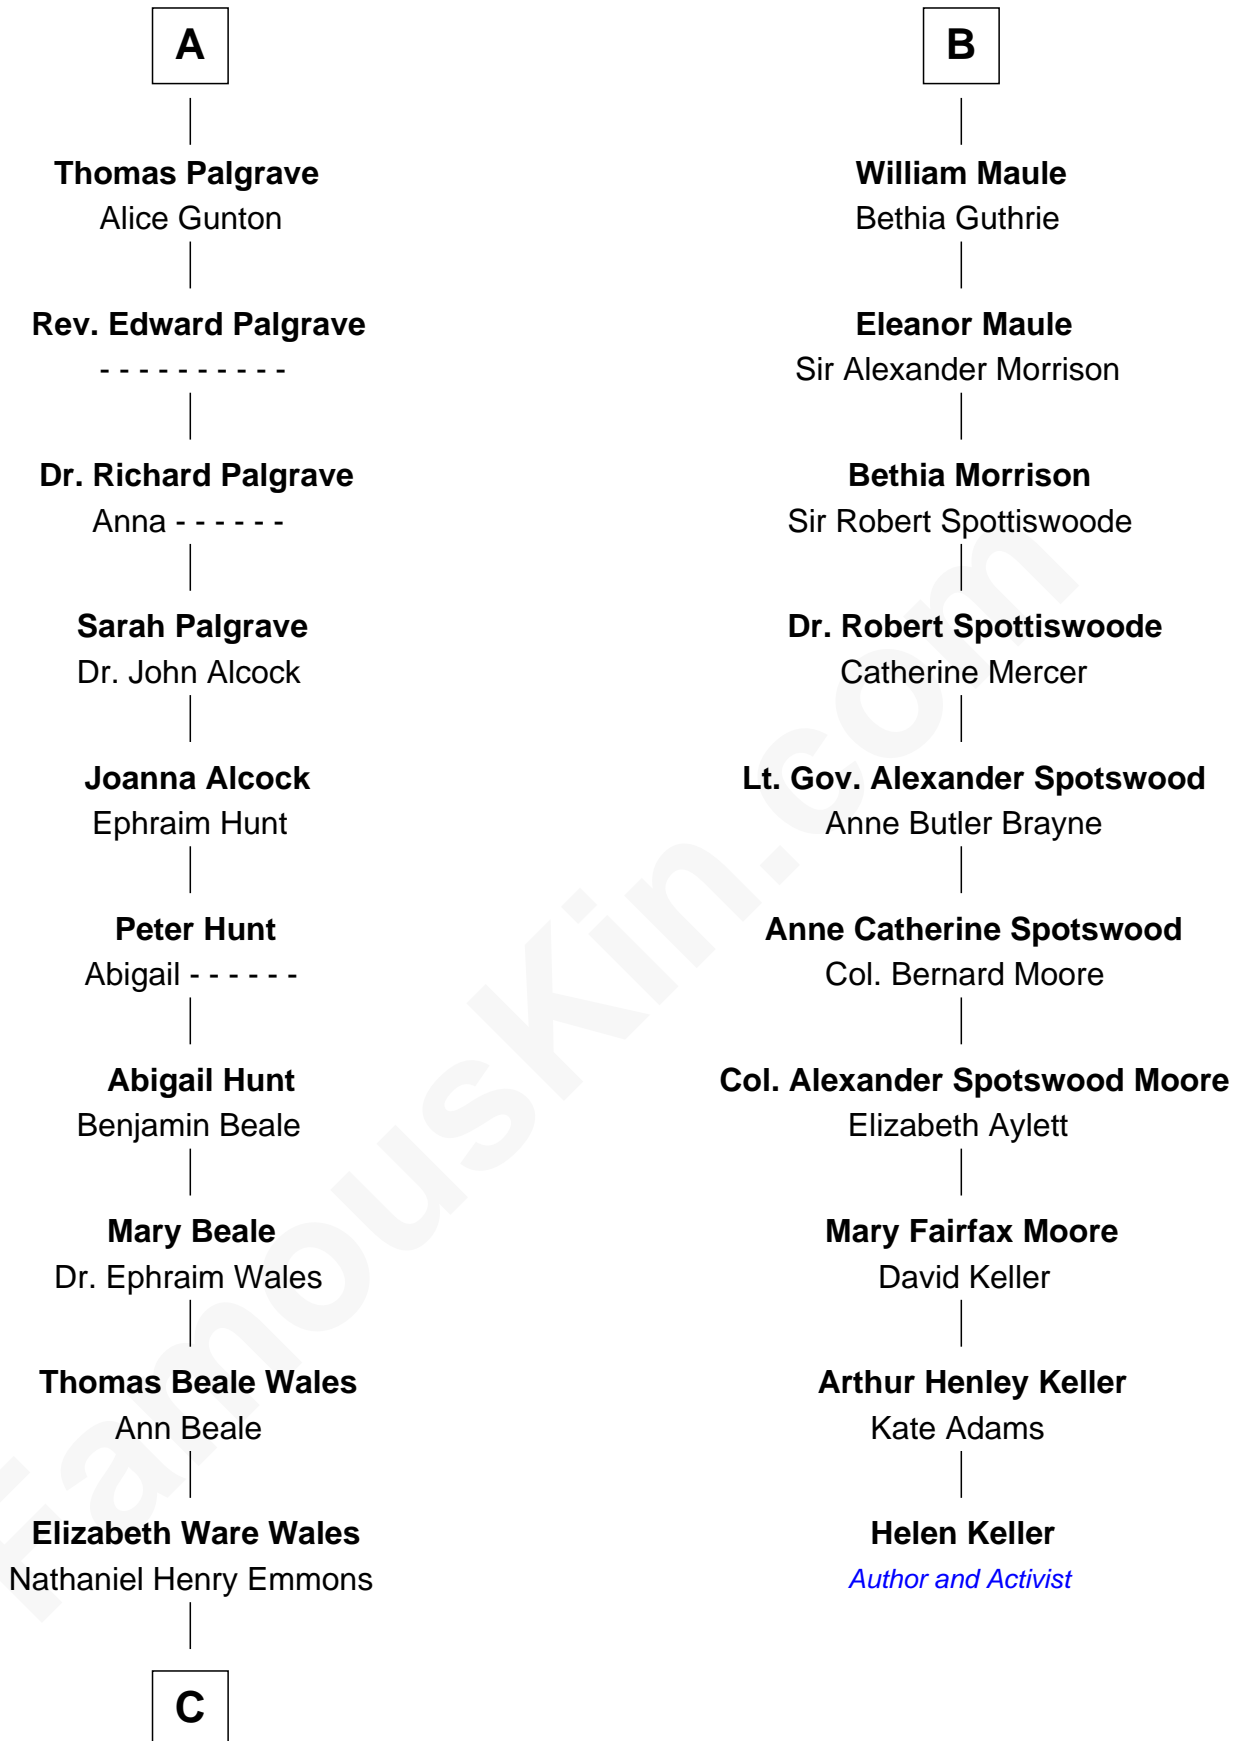 A
Thomas Palgrave
Alice Gunton
Rev. Edward Palgrave
- - - - - - - - - -
Dr. Richard Palgrave
Anna - - - - - -
Sarah Palgrave
Dr. John Alcock
Joanna Alcock
Ephraim Hunt
Peter Hunt
Abigail - - - - - -
Abigail Hunt
Benjamin Beale
Mary Beale
Dr. Ephraim Wales
Thomas Beale Wales
Ann Beale
Elizabeth Ware Wales
Nathaniel Henry Emmons
C
B
William Maule
Bethia Guthrie
Eleanor Maule
Sir Alexander Morrison
Bethia Morrison
Sir Robert Spottiswoode
Dr. Robert Spottiswoode
Catherine Mercer
Lt. Gov. Alexander Spotswood
Anne Butler Brayne
Anne Catherine Spotswood
Col. Bernard Moore
Col. Alexander Spotswood Moore
Elizabeth Aylett
Mary Fairfax Moore
David Keller
Arthur Henley Keller
Kate Adams
Helen Keller
Author and Activist
FamousKin.com